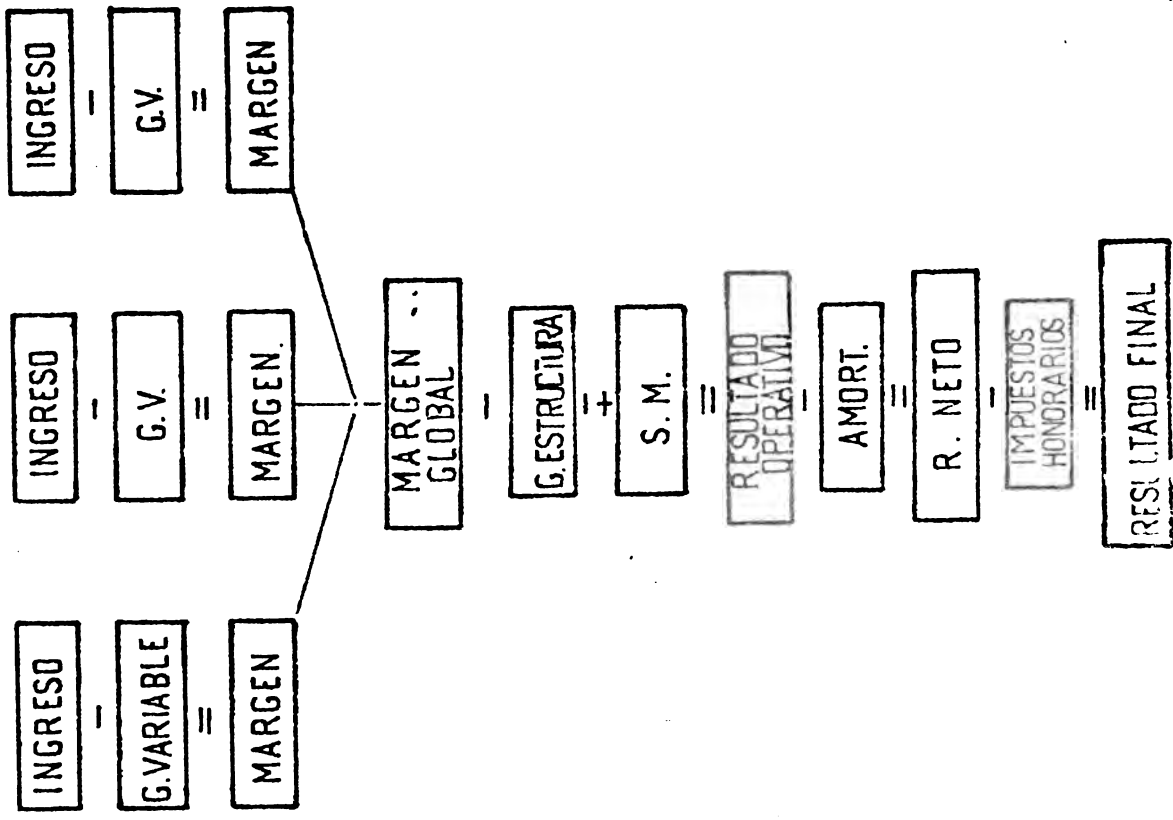 INGRESO
-
G.VARIABLE
=
MARGEN
INGRESO
-
G.V.
=
MARGEN.
INGRESO
-
G.V.
=
MARGEN
MARGEN
GLOBAL
-
G.ESTRUCTURA
-+
S.M.
=
RESULTADO
OPERATIVO
-
AMORT.
=
R. NETO
-
IMPUESTOS
HONORARIOS
=
RESULTADO FINAL